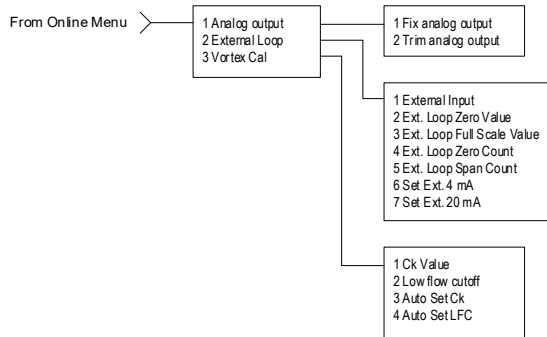 From Online Menu
1 Analog output
2 External Loop
3 Vortex Cal
1 Fix analog output
2 Trim analog output
1 External Input
2 Ext. Loop Zero Value
3 Ext. Loop Full Scale Value
4 Ext. Loop Zero Count
5 Ext. Loop Span Count
6 Set Ext. 4 mA
7 Set Ext. 20 mA
1 Ck Value
2 Low flow cutoff
3 Auto Set Ck
4 Auto Set LFC